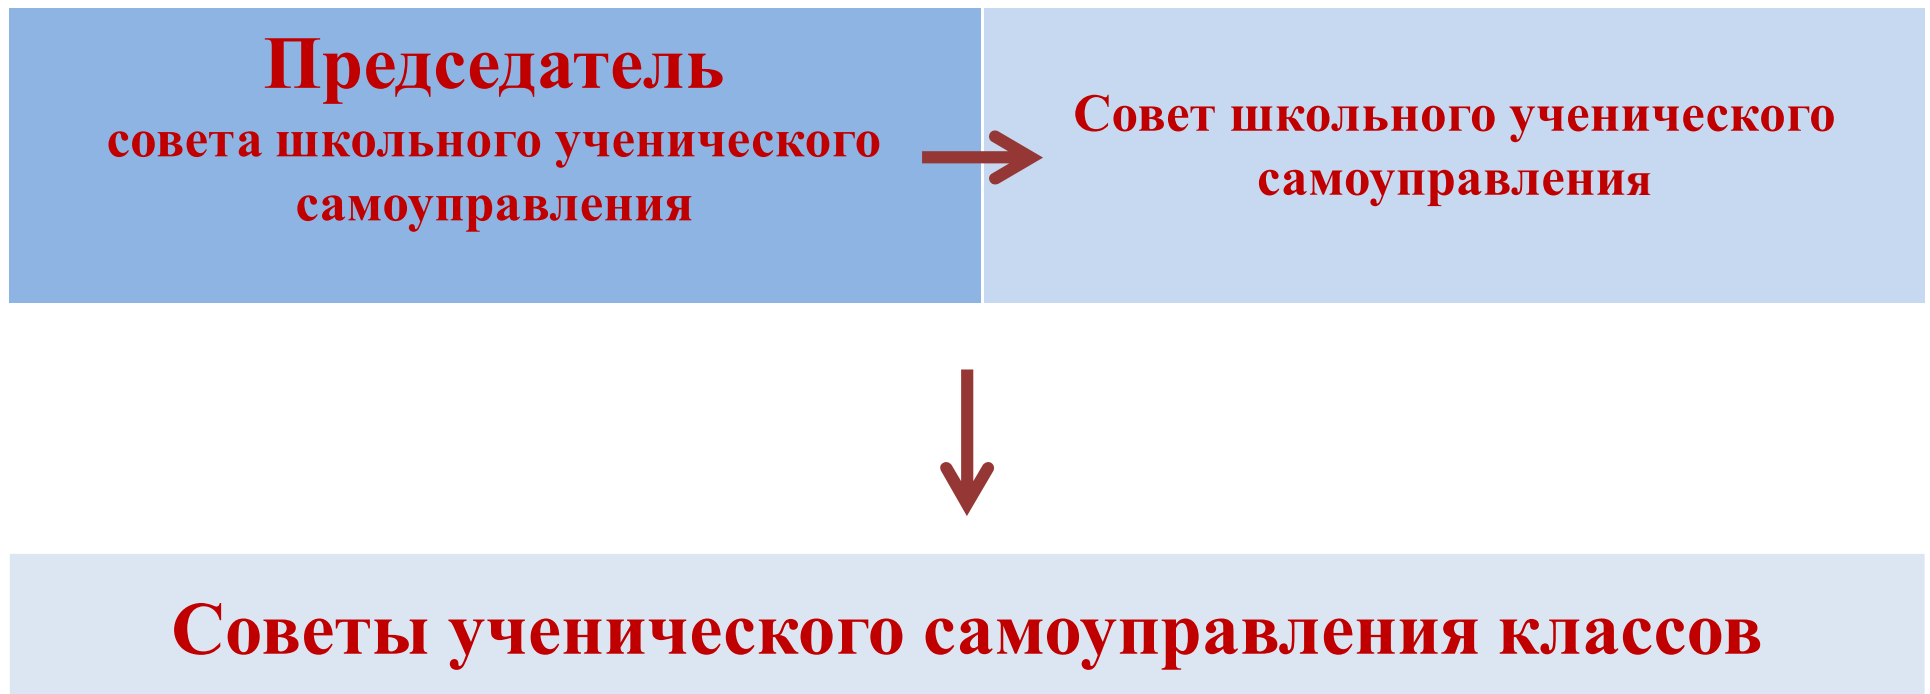 Председатель
совета школьного ученического
самоуправления
Совет школьного ученического
самоуправления
Советы ученического самоуправления классов